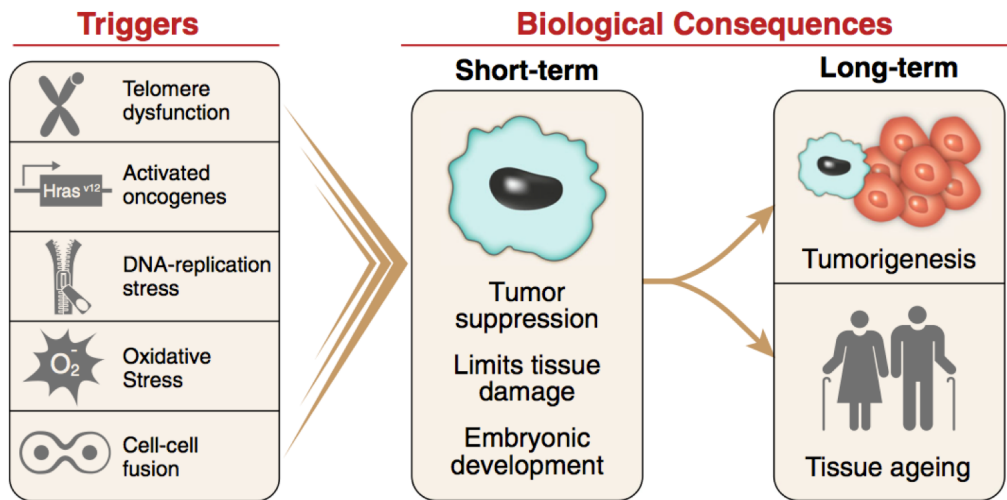 Triggers
Telomere
dysfunction
Hras v12
Activated
oncogenes
DNA-replication
stress
O2-
Oxidative
Stress
Cell-cell
fusion
Biological Consequences
Short-term
Tumor
suppression
Limits tissue
damage
Embryonic
development
Long-term
Tumorigenesis
Tissue ageing